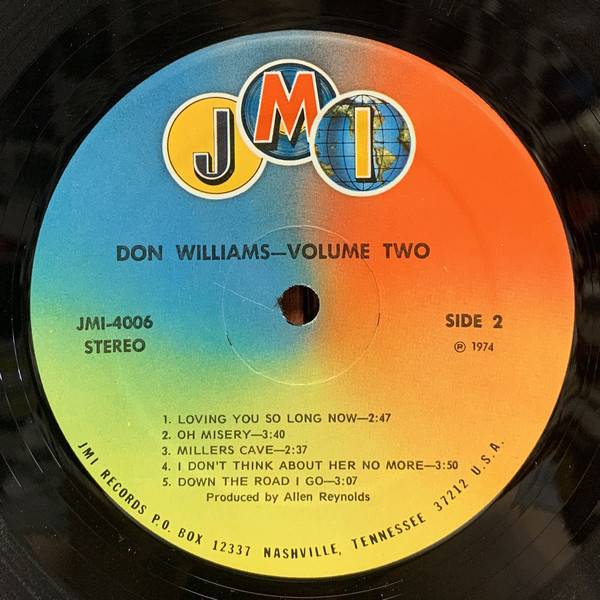 JMI
DON WILLIAMS—VOLUME TWO
JMI-4006
STEREO
SIDE 2
Ⓟ 1974
1. LOVING YOU SO LONG NOW—2:47
2. OH MISERY—3:40
3. MILLERS CAVE—2:37
4. I DON'T THINK ABOUT HER NO MORE—3:50
5. DOWN THE ROAD I GO—3:07
Produced by Allen Reynolds
JMI RECORDS P.O. BOX 12337 NASHVILLE, TENNESSEE 37212 U.S.A.